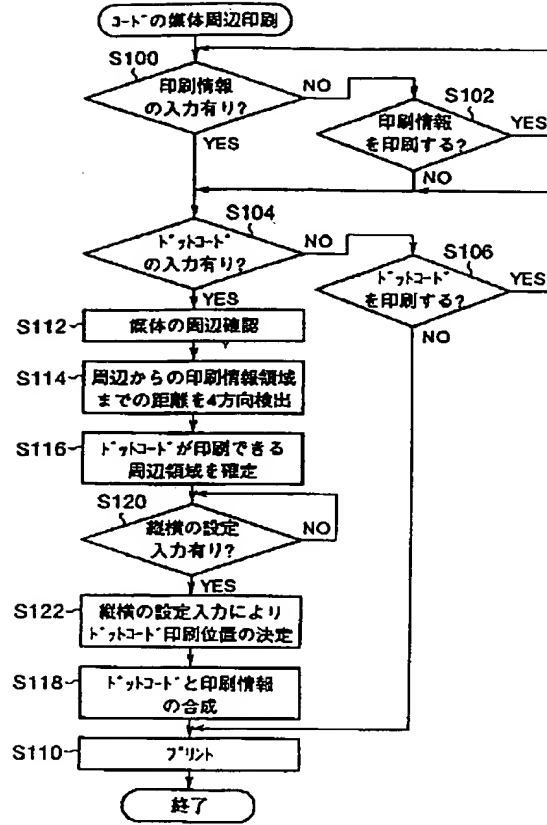 コードの媒体周辺印刷
S100
印刷情報
の入力有り?
NO
YES
S102
印刷情報
を印刷する?
YES
NO
S104
ドットコード
の入力有り?
NO
YES
S106
ドットコード
を印刷する?
YES
NO
S112
媒体の周辺確認
S114
周辺からの印刷情報領域
までの距離を4方向検出
S116
ドットコードが印刷できる
周辺領域を確定
S120
縦横の設定
入力有り?
NO
YES
S122
縦横の設定入力により
ドットコード印刷位置の決定
S118
ドットコードと印刷情報
の合成
S110
プリント
終了